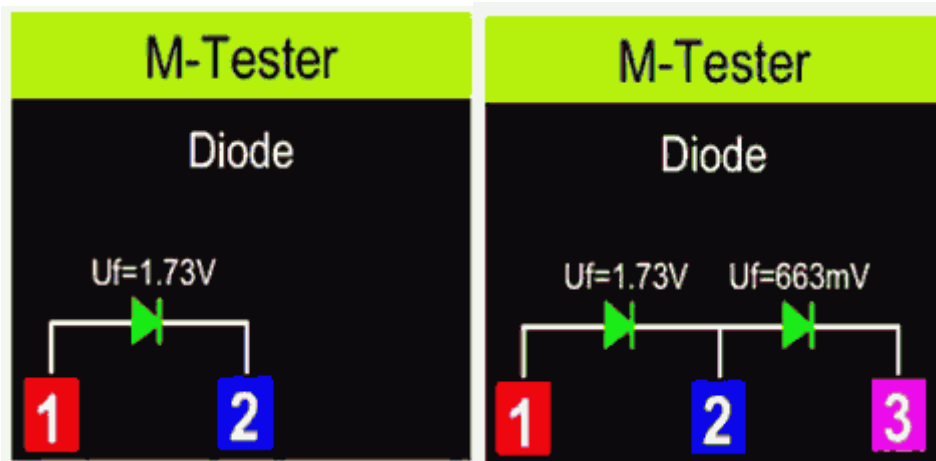 M-Tester
Diode
Uf=1.73V
1 2
M-Tester
Diode
Uf=1.73V Uf=663mV
1 2 3